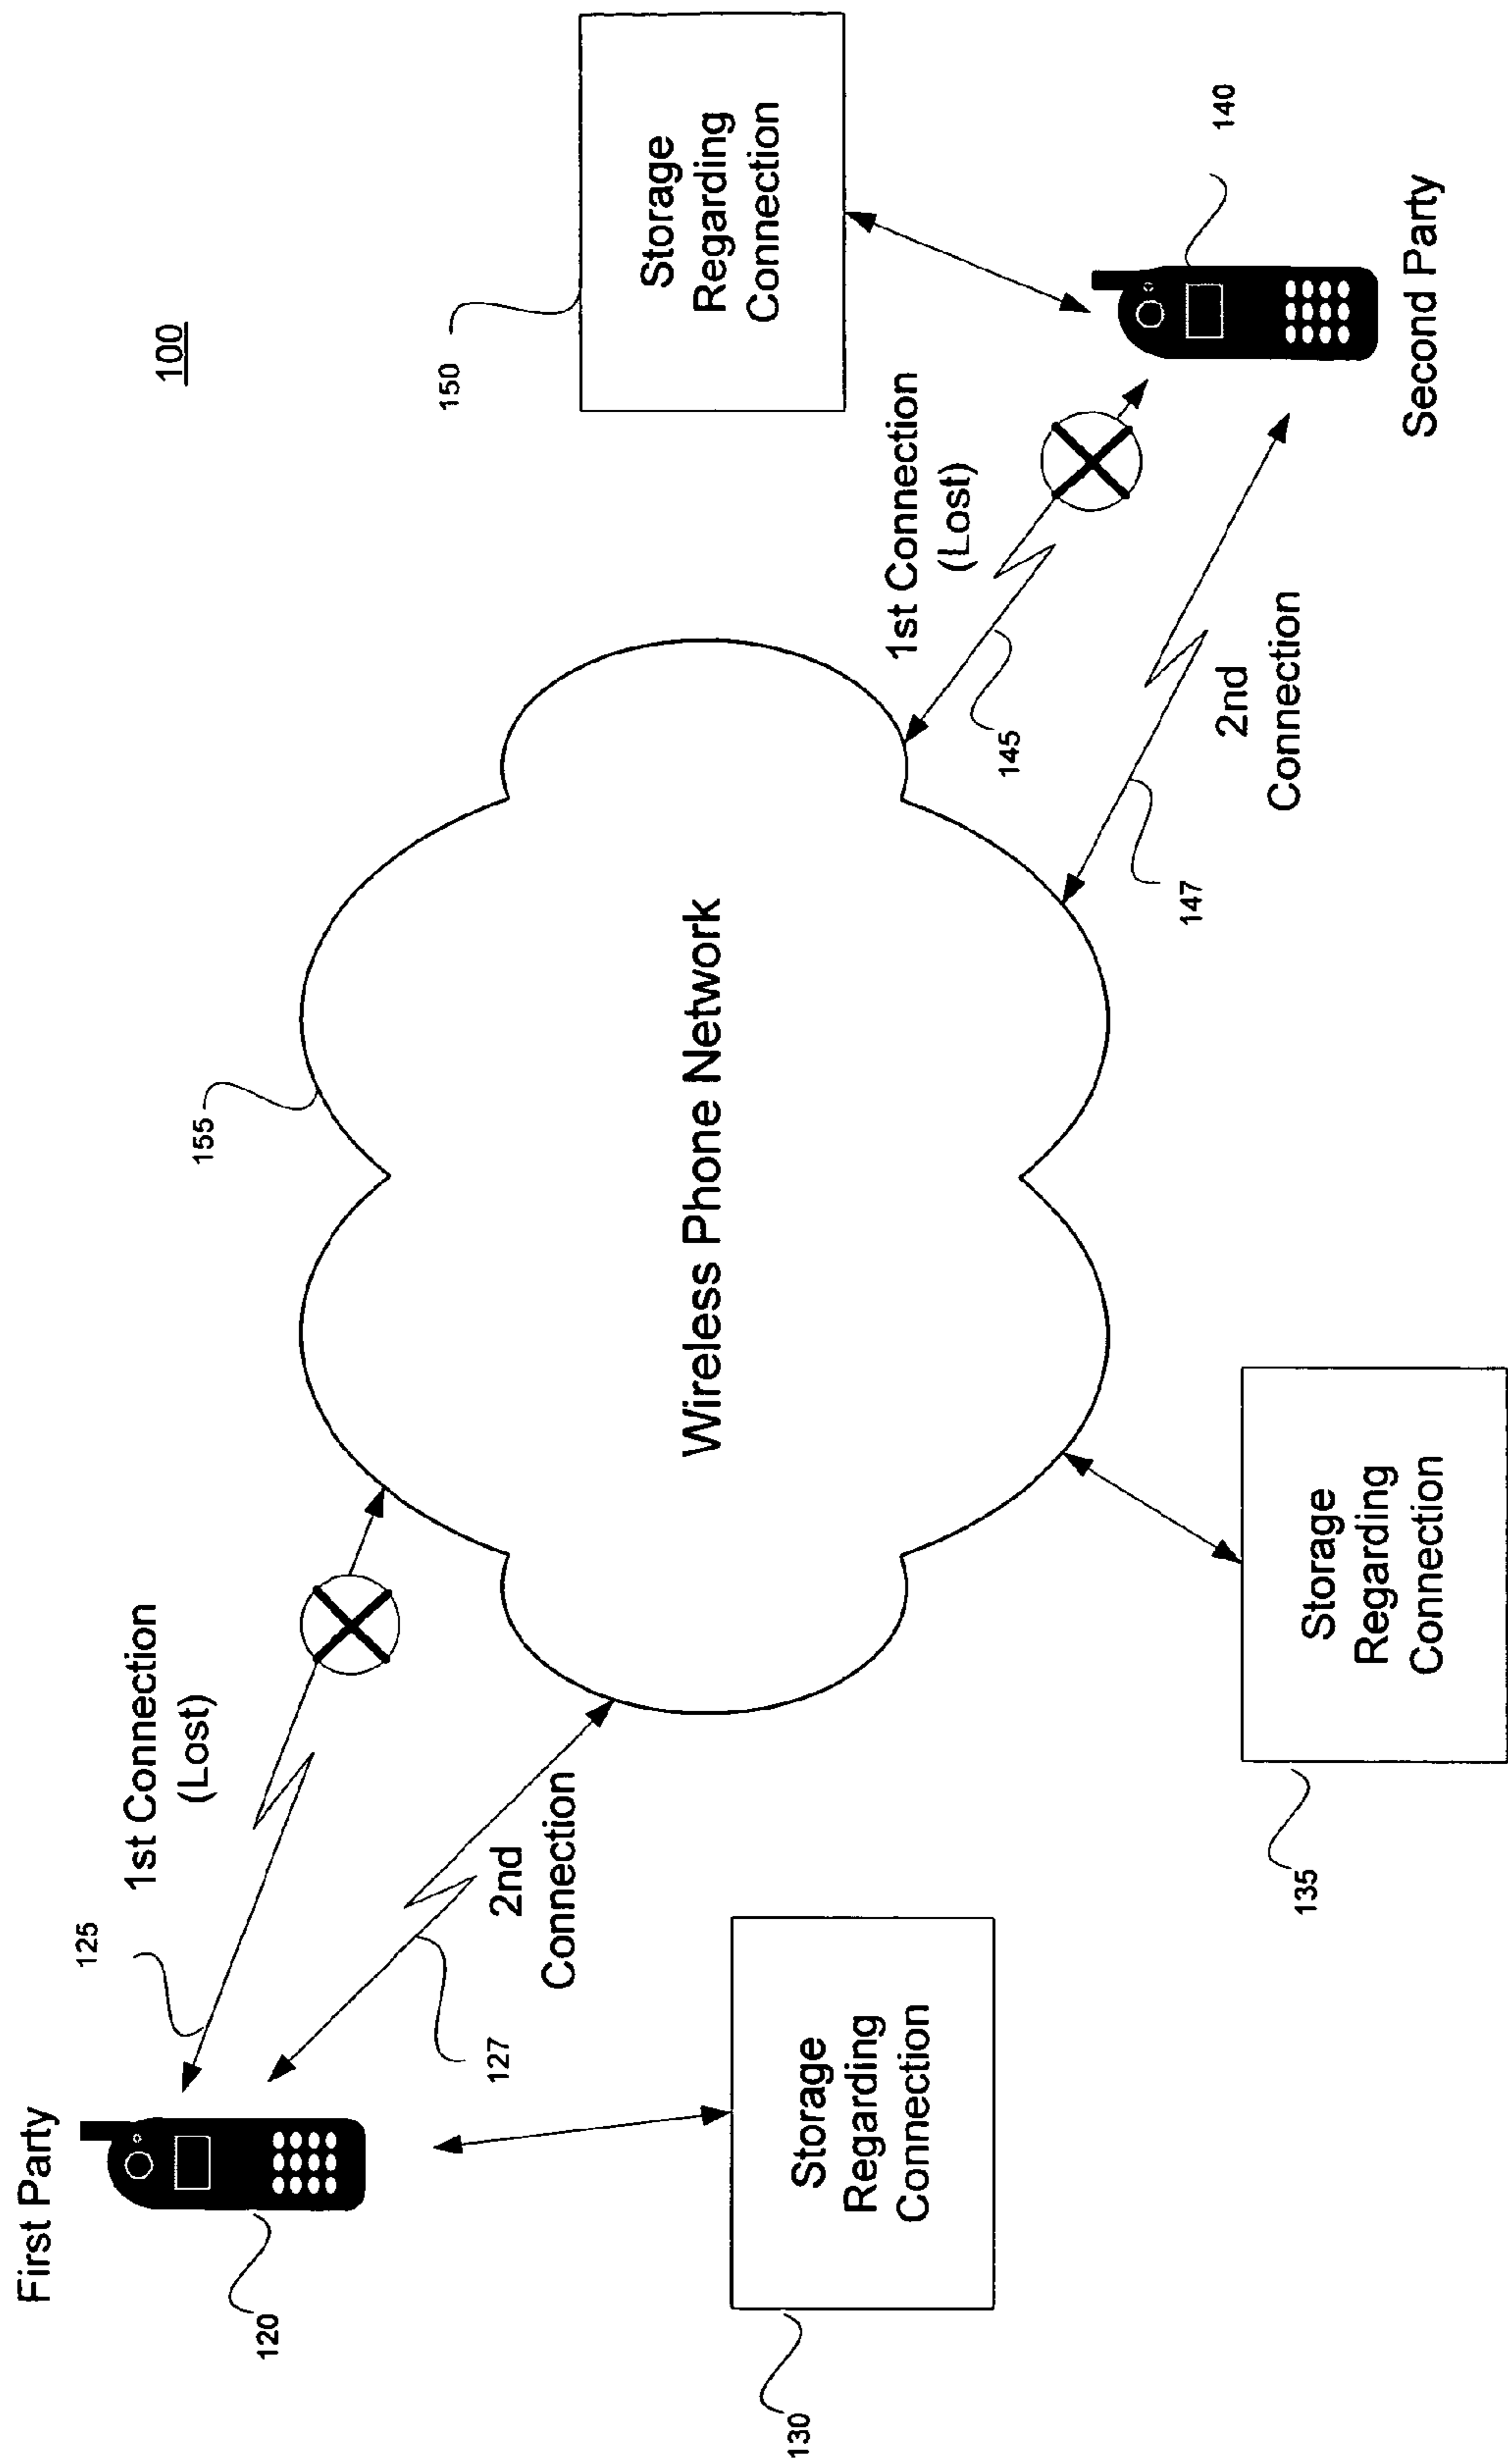 100
First Party
120
125
1st Connection
(Lost)
127
2nd
Connection
155
Wireless Phone Network
150
Storage
Regarding
Connection
1st Connection
(Lost)
145
2nd
Connection
147
140
Second Party
Storage
Regarding
Connection
130
Storage
Regarding
Connection
135